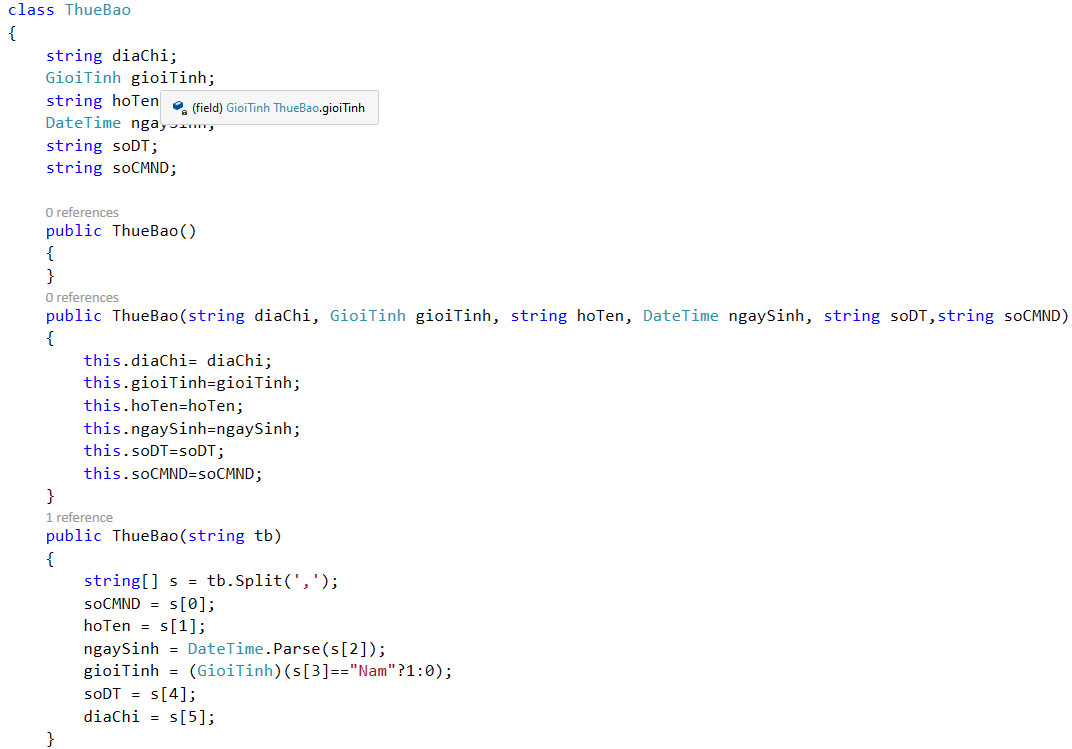 class ThueBao
{
string diaChi;
GioiTinh gioiTinh;
string hoTen
(field) GioiTinh ThueBao.gioiTinh
DateTime ngaySinh;
string soDT;
string soCMND;
0 references
public ThueBao()
{
}
0 references
public ThueBao(string diaChi, GioiTinh gioiTinh, string hoTen, DateTime ngaySinh, string soDT,string soCMND)
{
this.diaChi= diaChi;
this.gioiTinh=gioiTinh;
this.hoTen=hoTen;
this.ngaySinh=ngaySinh;
this.soDT=soDT;
this.soCMND=soCMND;
}
1 reference
public ThueBao(string tb)
{
string[] s = tb.Split(',');
soCMND = s[0];
hoTen = s[1];
ngaySinh = DateTime.Parse(s[2]);
gioiTinh = (GioiTinh)(s[3]=="Nam"?1:0);
soDT = s[4];
diaChi = s[5];
}